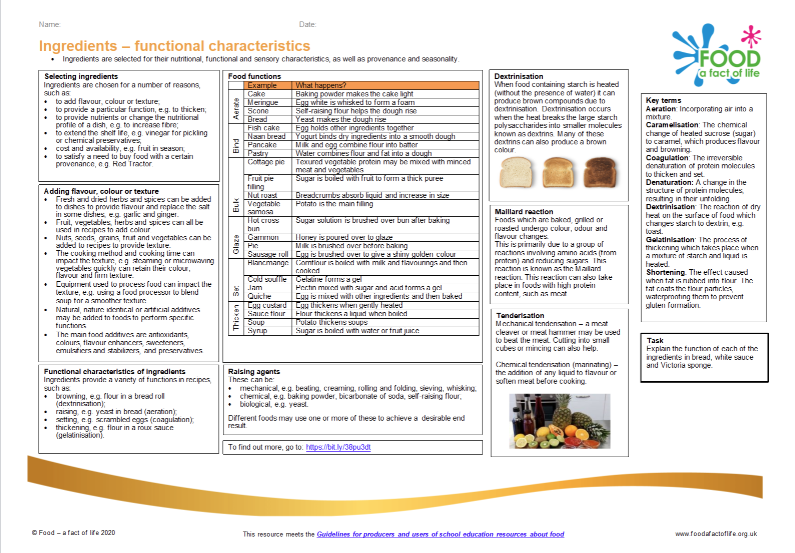 Name:
Date:
Ingredients – functional characteristics
• Ingredients are selected for their nutritional, functional and sensory characteristics, as well as provenance and seasonality.
FOOD
a fact of life
Selecting ingredients
Ingredients are chosen for a number of reasons,
such as:
• to add flavour, colour or texture;
• to provide a particular function, e.g. to thicken;
• to provide nutrients or change the nutritional
profile of a dish, e.g. to add more fibre;
• to extend the shelf life, e.g. vinegar for pickling
or chemical preservatives;
• cost and availability, e.g. fruit in season;
• to satisfy a need to buy food with a certain
provenance, e.g. Red Tractor.
Adding flavour, colour or texture
• Fresh and dried herbs and spices can be added
to dishes to provide flavour and replace the salt
in some dishes, e.g. garlic and ginger.
• Fruit, vegetables, herbs and spices can all be
used in recipes to add colour
• Nuts, seeds, grains, fruit and vegetables can be
added to recipes to provide texture.
• The cooking method and cooking time can
impact the texture, e.g. steaming or microwaving
vegetables quickly can retain their colour,
flavour and firm texture.
• Equipment used to process food can impact the
texture, e.g. using a food processor to blend
soup for a smoother texture.
• Natural, nature identical or artificial additives
may be added to foods to perform specific
functions.
• The main food additives are antioxidants,
colours, flavour enhancers, sweeteners,
emulsifiers and stabilizers, and preservatives
Functional characteristics of ingredients
Ingredients provide a variety of functions in recipes,
such as:
• browning, e.g. flour in a bread roll
(dextrinisation);
• raising, e.g. yeast in bread (aeration);
• setting, e.g. scrambled eggs (coagulation);
• thickening, e.g. flour in a roux sauce
(gelatinisation).
Food functions
Example What happens?
Aerate
Cake Baking powder makes the cake light
Meringue Egg white is whisked to form a foam
Scone Self-raising flour helps the dough rise
Bread Yeast makes the dough rise
Bind
Fish cake Egg holds other ingredients together
Naan bread Yogurt binds dry ingredients into a smooth dough
Pancake Milk and egg combine flour into batter
Pastry Water combines flour and fat into a dough
Bulk
Cottage pie Textured vegetable protein may be mixed with minced
meat and vegetables
Fruit pie Sugar is boiled with fruit to form a thick puree
filling
Nut roast Breadcrumbs absorb liquid and increase in size
Vegetable Potato is the main filling
samosa
Glaze
Hot cross Sugar solution is brushed over bun after baking
bun
Gammon Honey is poured over to glaze
Pie Milk is brushed over before baking
Sausage roll Egg is brushed over to give a shiny golden colour
Set
Blancmange Cornflour is boiled with milk and flavourings and then
cooked
Cold souffle Gelatine forms a gel
Jam Pectin mixed with sugar and acid forms a gel
Quiche Egg is mixed with other ingredients and then baked
Thicken
Egg custard Egg thickens when gently heated
Sauce flour Flour thickens a liquid when boiled
Soup Potato thickens soups
Syrup Sugar is boiled with water or fruit juice
Raising agents
These can be:
• mechanical, e.g. beating, creaming, rolling and folding, sieving, whisking;
• chemical, e.g. baking powder, bicarbonate of soda, self-raising flour;
• biological, e.g. yeast.
Different foods may use one or more of these to achieve a desirable end
result.
To find out more, go to: https://bit.ly/38pu3dt
Dextrinisation
When food containing starch is heated
(without the presence of water) it can
produce brown compounds due to
dextrinisation. Dextrinisation occurs
when the heat breaks the large starch
polysaccharides into smaller molecules
known as dextrins. Many of these
dextrins can also produce a brown
colour
Maillard reaction
Foods which are baked, grilled or
roasted undergo colour, odour and
flavour changes.
This is primarily due to a group of
reactions involving amino acids (from
protein) and reducing sugars. This
reaction is known as the Maillard
reaction. This reaction can also take
place in foods with high protein
content, such as meat
Tenderisation
Mechanical tenderisation – a meat
cleaver or meat hammer may be used
to beat the meat. Cutting into small
cubes or mincing can also help.
Chemical tenderisation (marinating) –
the addition of any liquid to flavour or
soften meat before cooking.
Key terms
Aeration: Incorporating air into a
mixture.
Caramelisation: The chemical
change of heated sucrose (sugar)
to caramel, which produces flavour
and browning.
Coagulation: The irreversible
denaturation of protein molecules
to thicken and set.
Denaturation: A change in the
structure of protein molecules,
resulting in their unfolding.
Dextrinisation: The reaction of dry
heat on the surface of food which
changes starch to dextrin, e.g.
toast.
Gelatinisation: The process of
thickening which takes place when
a mixture of starch and liquid is
heated.
Shortening. The effect caused
when fat is rubbed into flour. The
fat coats the flour particles,
waterproofing them to prevent
gluten formation.
Task
Explain the function of each of the
ingredients in bread, white sauce
and Victoria sponge.
© Food – a fact of life 2020
This resource meets the Guidelines for producers and users of school education resources about food
www.foodafactoflife.org.uk